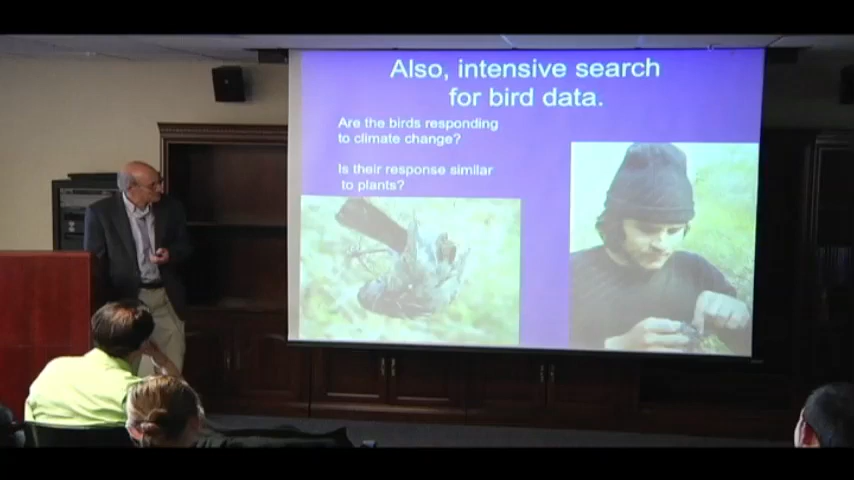 Also, intensive search
for bird data.
Are the birds responding
to climate change?
Is their response similar
to plants?